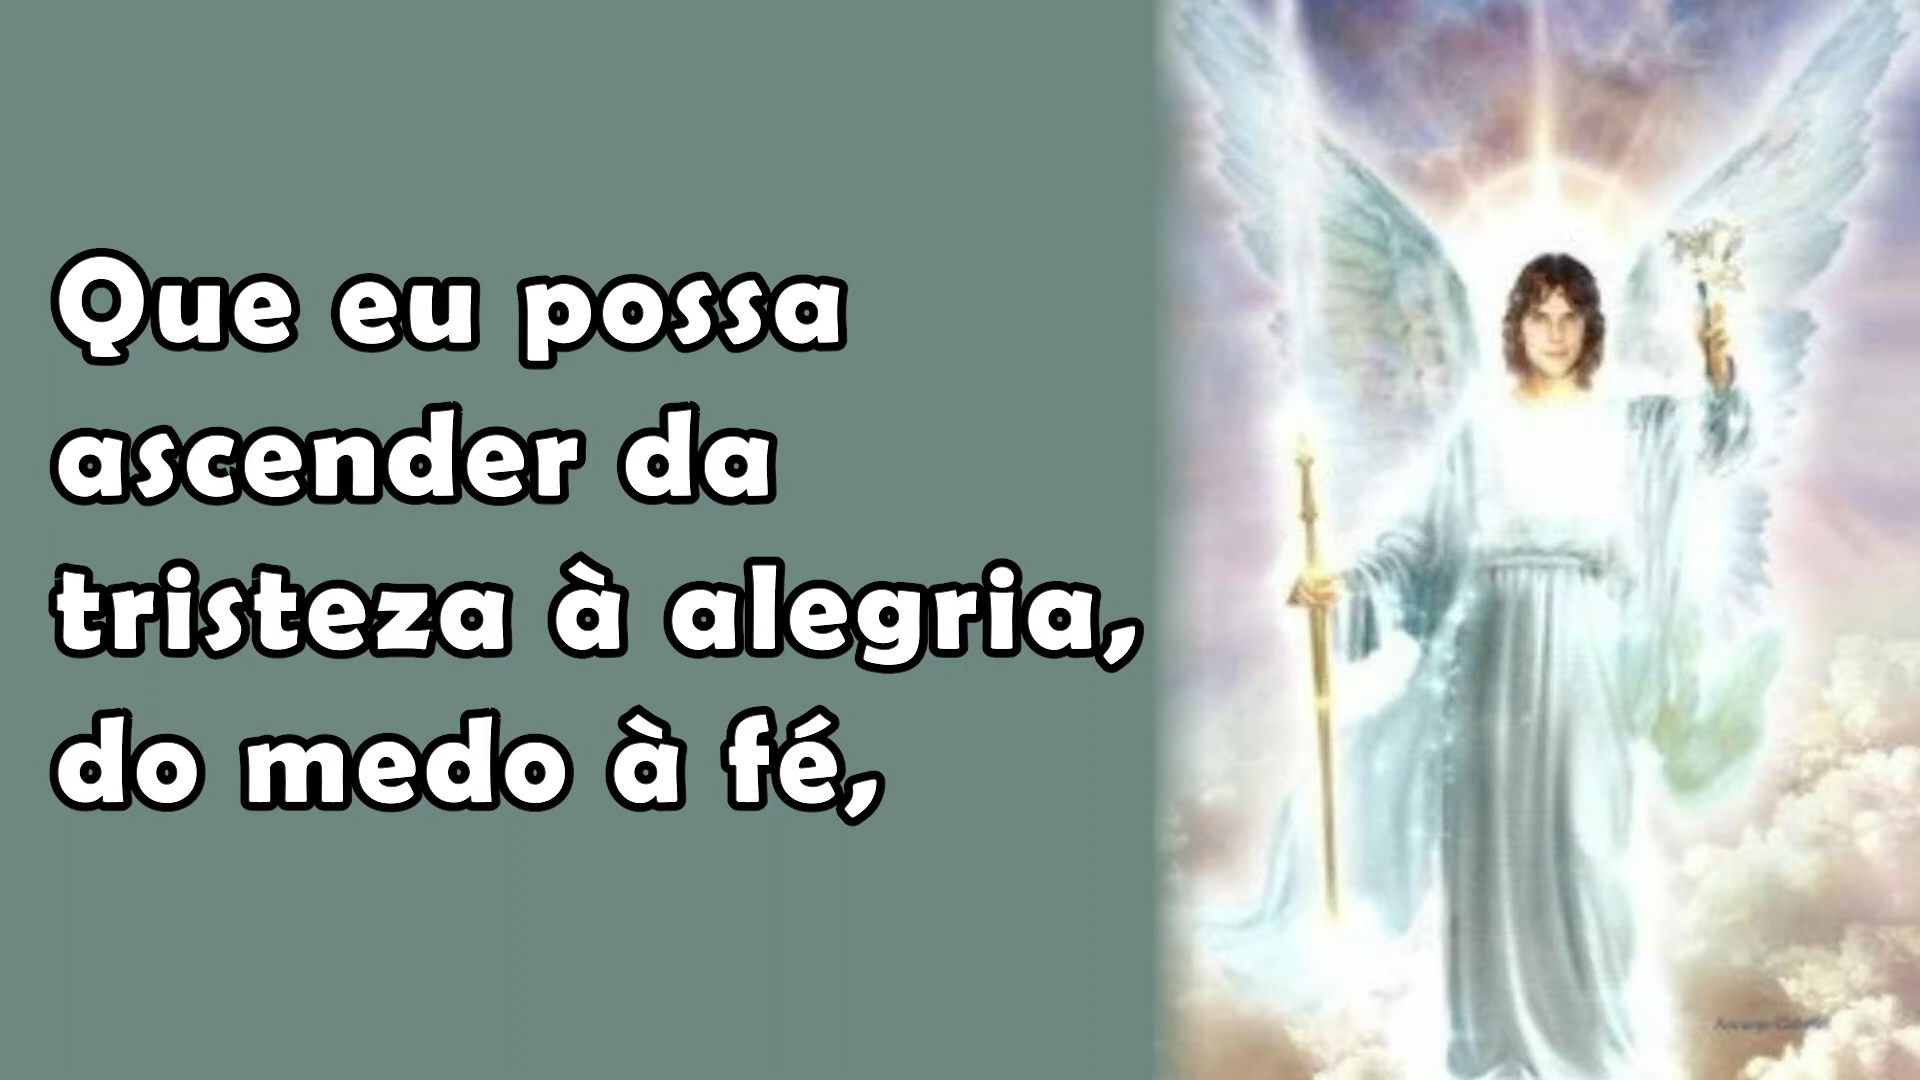 Que eu possa
ascender da
tristeza à alegria,
do medo à fé,